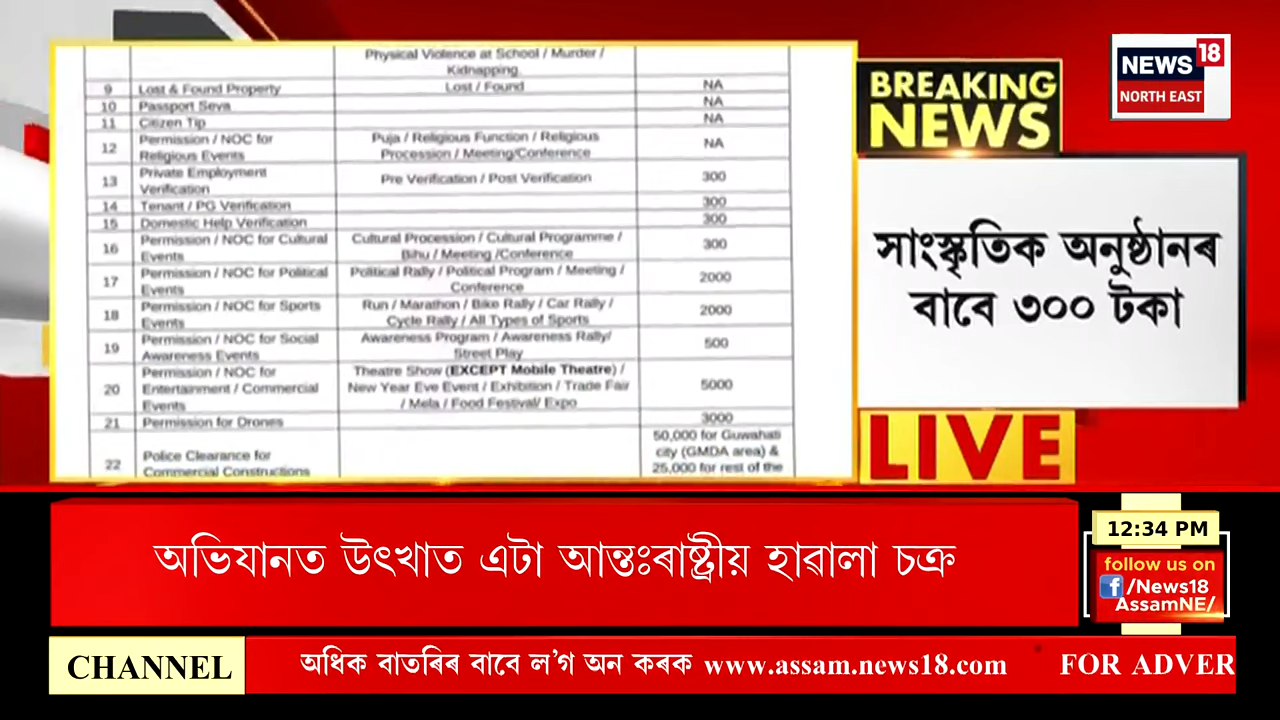 Physical Violence at School / Murder /
Kidnapping
9 Lost & Found Property Lost / Found NA
10 Passport Seva NA
11 Citizen Tip NA
12 Permission / NOC for Religious Events Puja / Religious Function / Religious Procession / Meeting/Conference NA
13 Private Employment Verification Pre Verification / Post Verification 300
14 Tenant / PG Verification 300
15 Domestic Help Verification 300
16 Permission / NOC for Cultural Events Cultural Procession / Cultural Programme / Bihu / Meeting /Conference 300
17 Permission / NOC for Political Events Political Rally / Political Program / Meeting / Conference 2000
18 Permission / NOC for Sports Events Run / Marathon / Bike Rally / Car Rally / Cycle Rally / All Types of Sports 2000
19 Permission / NOC for Social Awareness Events Awareness Program / Awareness Rally/ Street Play 500
20 Permission / NOC for Entertainment / Commercial Events Theatre Show (EXCEPT Mobile Theatre) / New Year Eve Event / Exhibition / Trade Fair / Mela / Food Festival/ Expo 5000
21 Permission for Drones 3000
22 Police Clearance for Commercial Constructions 50,000 for Guwahati city (GMDA area) & 25,000 for rest of the
BREAKING
NEWS
NEWS 18
NORTH EAST
সাংস্কৃতিক অনুষ্ঠানৰ
বাবে ৩০০ টকা
LIVE
অভিযানত উৎখাত এটা আন্তঃৰাষ্ট্ৰীয় হাৱালা চক্ৰ
12:34 PM
follow us on
f /News18
AssamNE/
CHANNEL অধিক বাতৰিৰ বাবে ল'গ অন কৰক www.assam.news18.com FOR ADVER